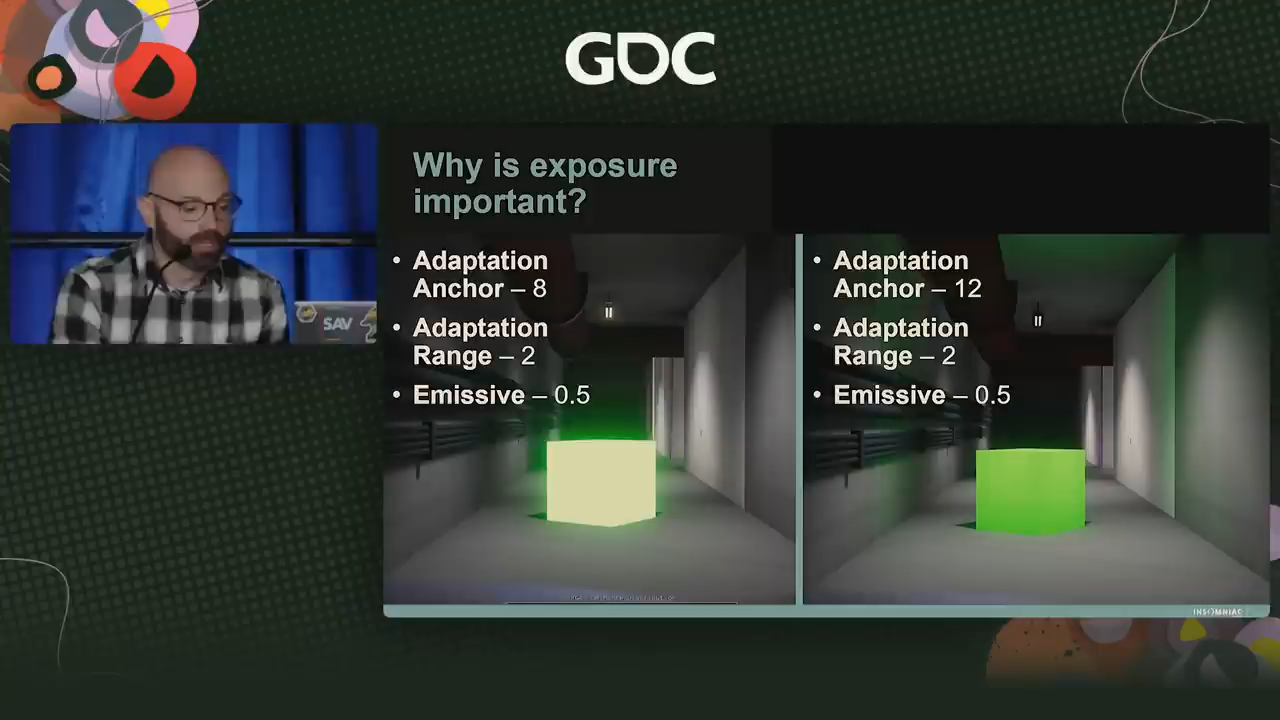 GDC
Why is exposure
important?
• Adaptation
Anchor – 8
• Adaptation
Range – 2
• Emissive – 0.5
• Adaptation
Anchor – 12
• Adaptation
Range – 2
• Emissive – 0.5
SAV
INSOMNIAC